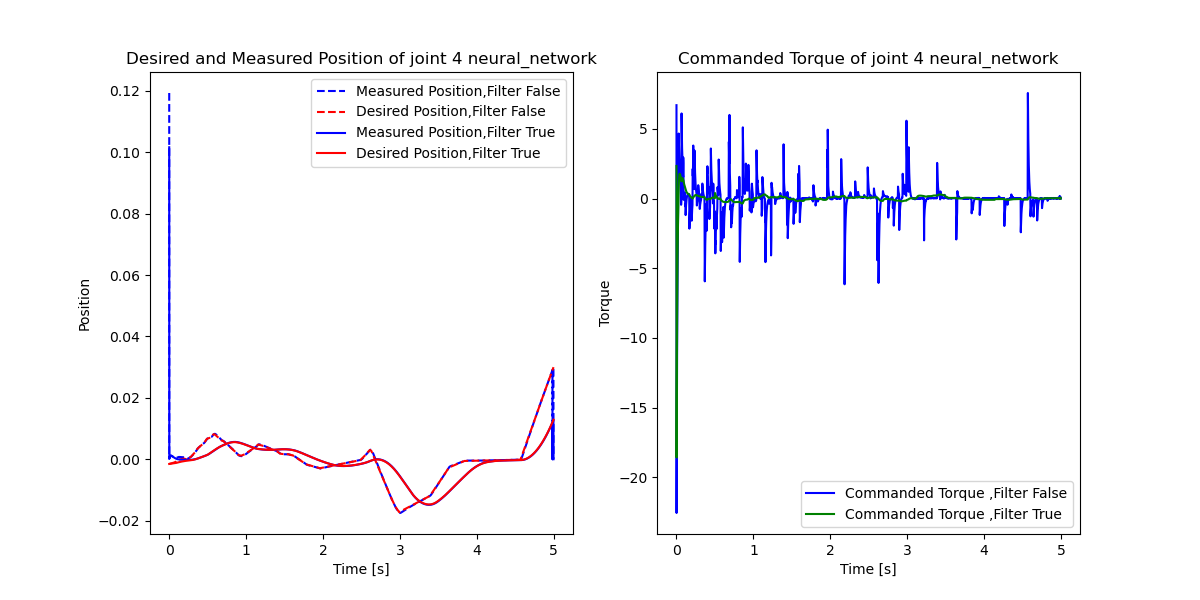 Desired and Measured Position of joint 4 neural_network
Position
0.12
0.10
0.08
0.06
0.04
0.02
0.00
−0.02
Measured Position,Filter False
Desired Position,Filter False
Measured Position,Filter True
Desired Position,Filter True
0 1 2 3 4 5
Time [s]
Commanded Torque of joint 4 neural_network
Torque
5
0
−5
−10
−15
−20
Commanded Torque ,Filter False
Commanded Torque ,Filter True
0 1 2 3 4 5
Time [s]